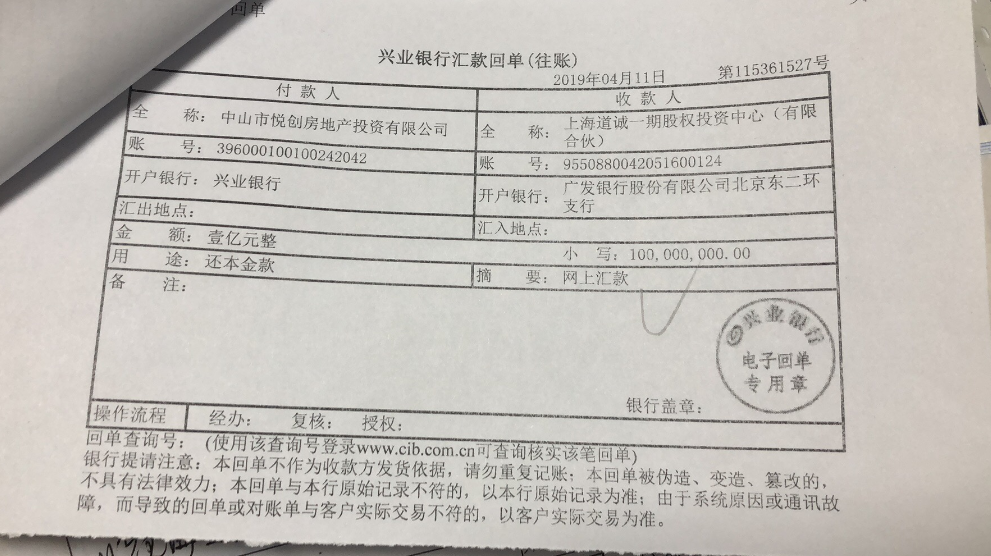 回单
兴业银行汇款回单(往账)
2019年04月11日
第115361527号
付 款 人
收 款 人
全 称：中山市悦创房地产投资有限公司
全 称：上海道诚一期股权投资中心（有限
合伙）
账 号：396000100100242042
账 号：9550880042051600124
开户银行：兴业银行
开户银行：广发银行股份有限公司北京东二环
支行
汇出地点：
汇入地点：
金 额：壹亿元整
小 写：100,000,000.00
用 途：还本金款
摘 要：网上汇款
备 注：
兴业银行
电子回单
专用章
银行盖章：
操作流程
经办： 复核： 授权：
回单查询号：（使用该查询号登录www.cib.com.cn可查询核实该笔回单)
银行提请注意：本回单不作为收款方发货依据，请勿重复记账；本回单被伪造、变造、篡改的，
不具有法律效力；本回单与本行原始记录不符的，以本行原始记录为准；由于系统原因或通讯故
障，而导致的回单或对账单与客户实际交易不符的，以客户实际交易为准。